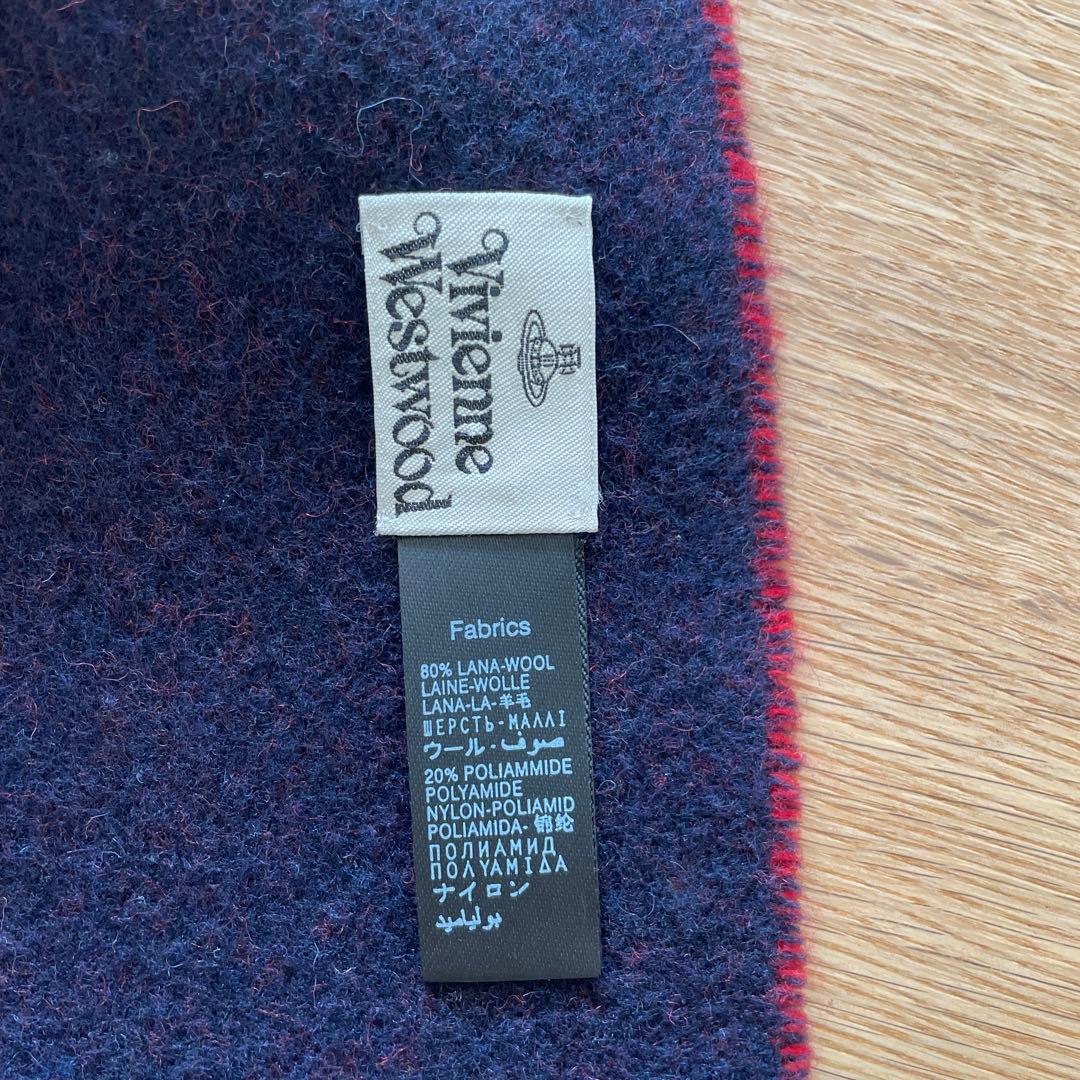 Vivienne
Westwood
Fabrics
80% LANA-WOOL
LAINE-WOLLE
LANA-LA-羊毛
ШЕРСТЬ-ΜΑΛΛΙ
ウール - صوف
20% POLIAMMIDE
POLYAMIDE
NYLON-POLIAMID
POLIAMIDA- 锦纶
ПОЛИАМИД
ΠΟΛΥΑΜΙΔΑ
ナイロン
بولياميد